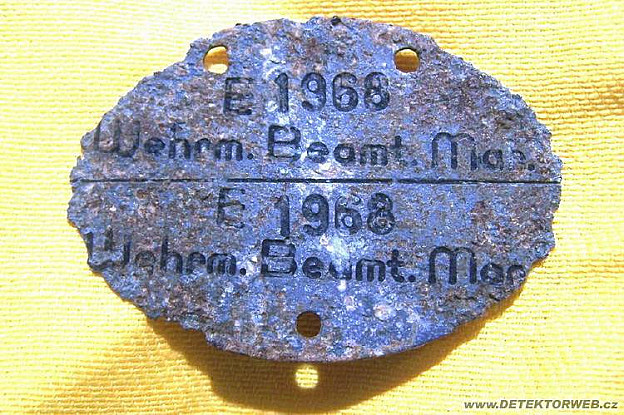 E 1968
Wehrm. Beamt. Mar.
E 1968
Wehrm. Beamt. Mar
www.DETEKTORWEB.cz